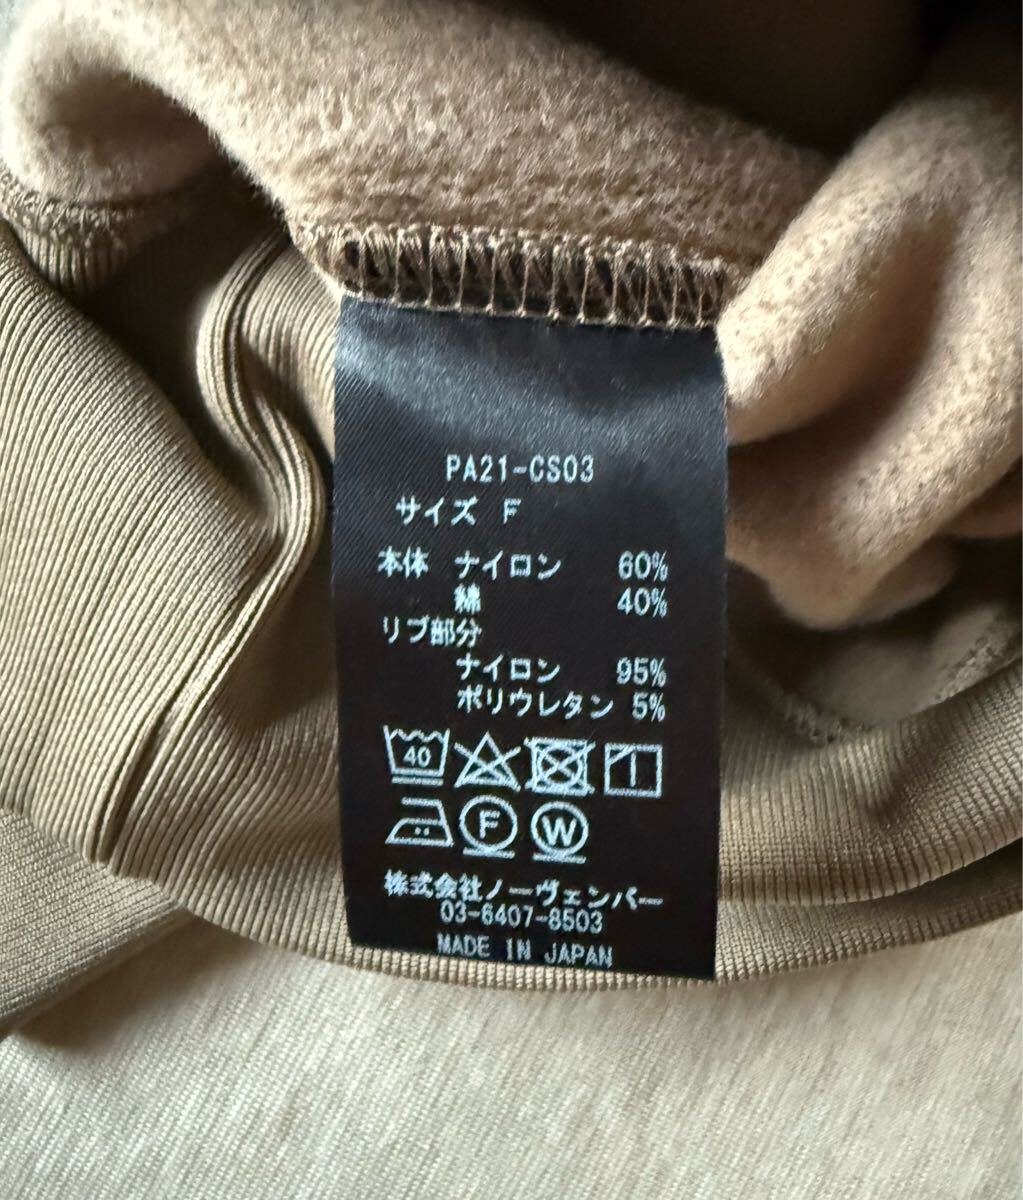 PA21-CS03
サイズ F
本体 ナイロン 60%
綿 40%
リブ部分
ナイロン 95%
ポリウレタン 5%
40
F W
株式会社ノーヴェンバー
03-6407-8503
MADE IN JAPAN